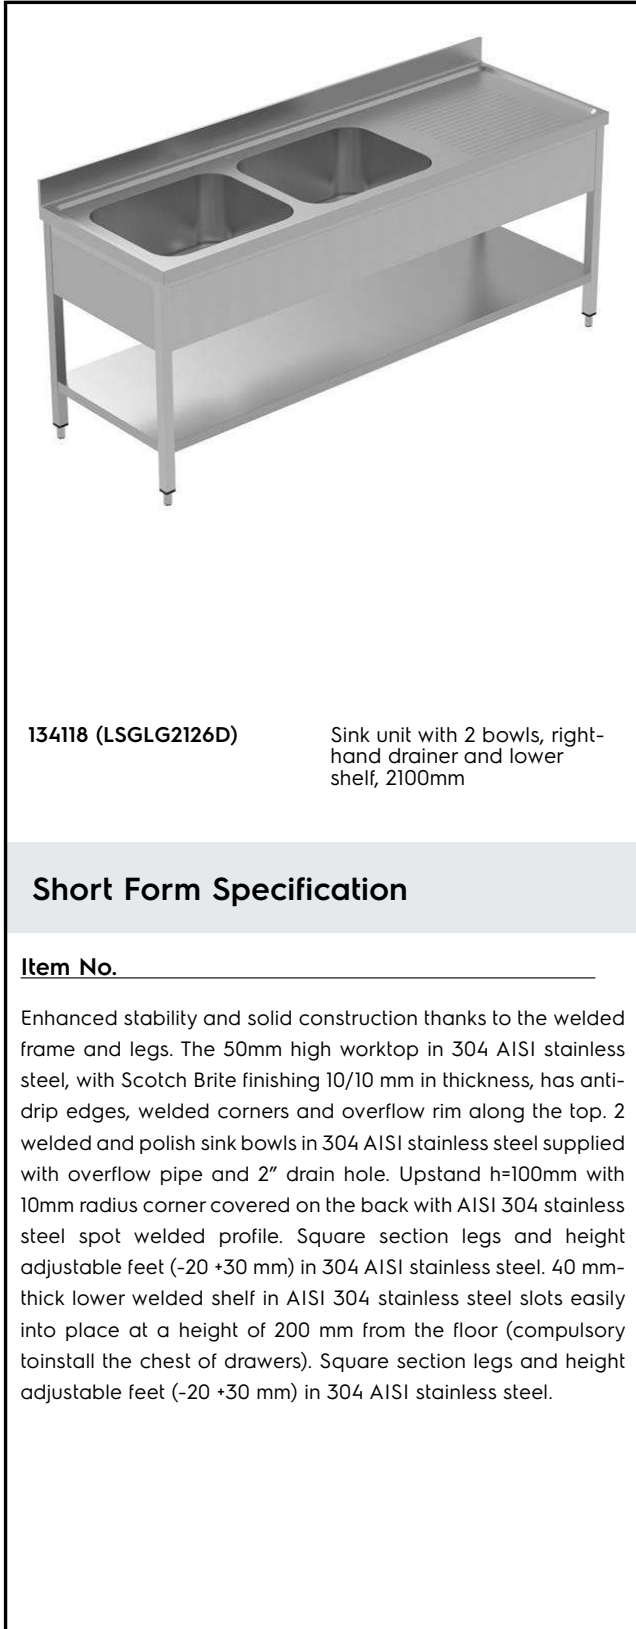 134118 (LSGLG2126D)
Sink unit with 2 bowls, right-
hand drainer and lower
shelf, 2100mm
Short Form Specification
Item No.
Enhanced stability and solid construction thanks to the welded
frame and legs. The 50mm high worktop in 304 AISI stainless
steel, with Scotch Brite finishing 10/10 mm in thickness, has anti-
drip edges, welded corners and overflow rim along the top. 2
welded and polish sink bowls in 304 AISI stainless steel supplied
with overflow pipe and 2” drain hole. Upstand h=100mm with
10mm radius corner covered on the back with AISI 304 stainless
steel spot welded profile. Square section legs and height
adjustable feet (-20 +30 mm) in 304 AISI stainless steel. 40 mm-
thick lower welded shelf in AISI 304 stainless steel slots easily
into place at a height of 200 mm from the floor (compulsory
toinstall the chest of drawers). Square section legs and height
adjustable feet (-20 +30 mm) in 304 AISI stainless steel.